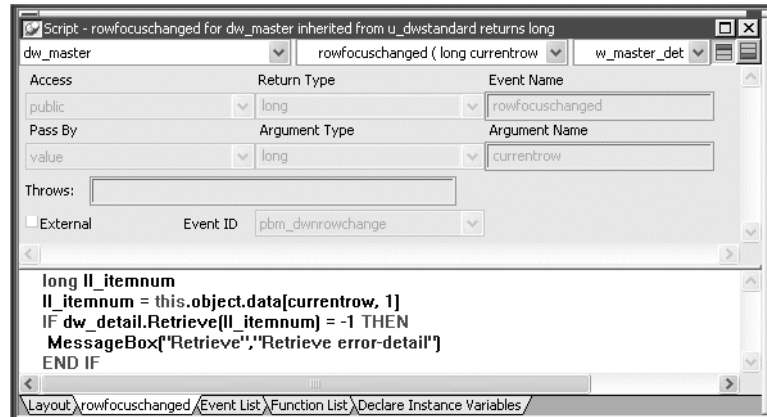 Script - rowfocuschanged for dw_master inherited from u_dwstandard returns long
dw_master rowfocuschanged ( long currentrow w_master_det
Access Return Type Event Name
public long rowfocuschanged
Pass By Argument Type Argument Name
value long currentrow
Throws:
External Event ID pbm_dwnrowchange
long ll_itemnum
ll_itemnum = this.object.data[currentrow, 1]
IF dw_detail.Retrieve(ll_itemnum) = -1 THEN
MessageBox("Retrieve","Retrieve error-detail")
END IF
Layout rowfocuschanged Event List Function List Declare Instance Variables